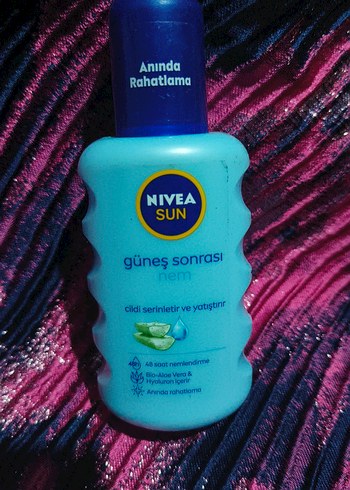 Anında
Rahatlama
NIVEA
SUN
güneş sonrası
nem
cildi serinletir ve yatıştırır
48 saat nemlendirme
Bio-Aloe Vera &
Hyaluron içerir
Anında rahatlama